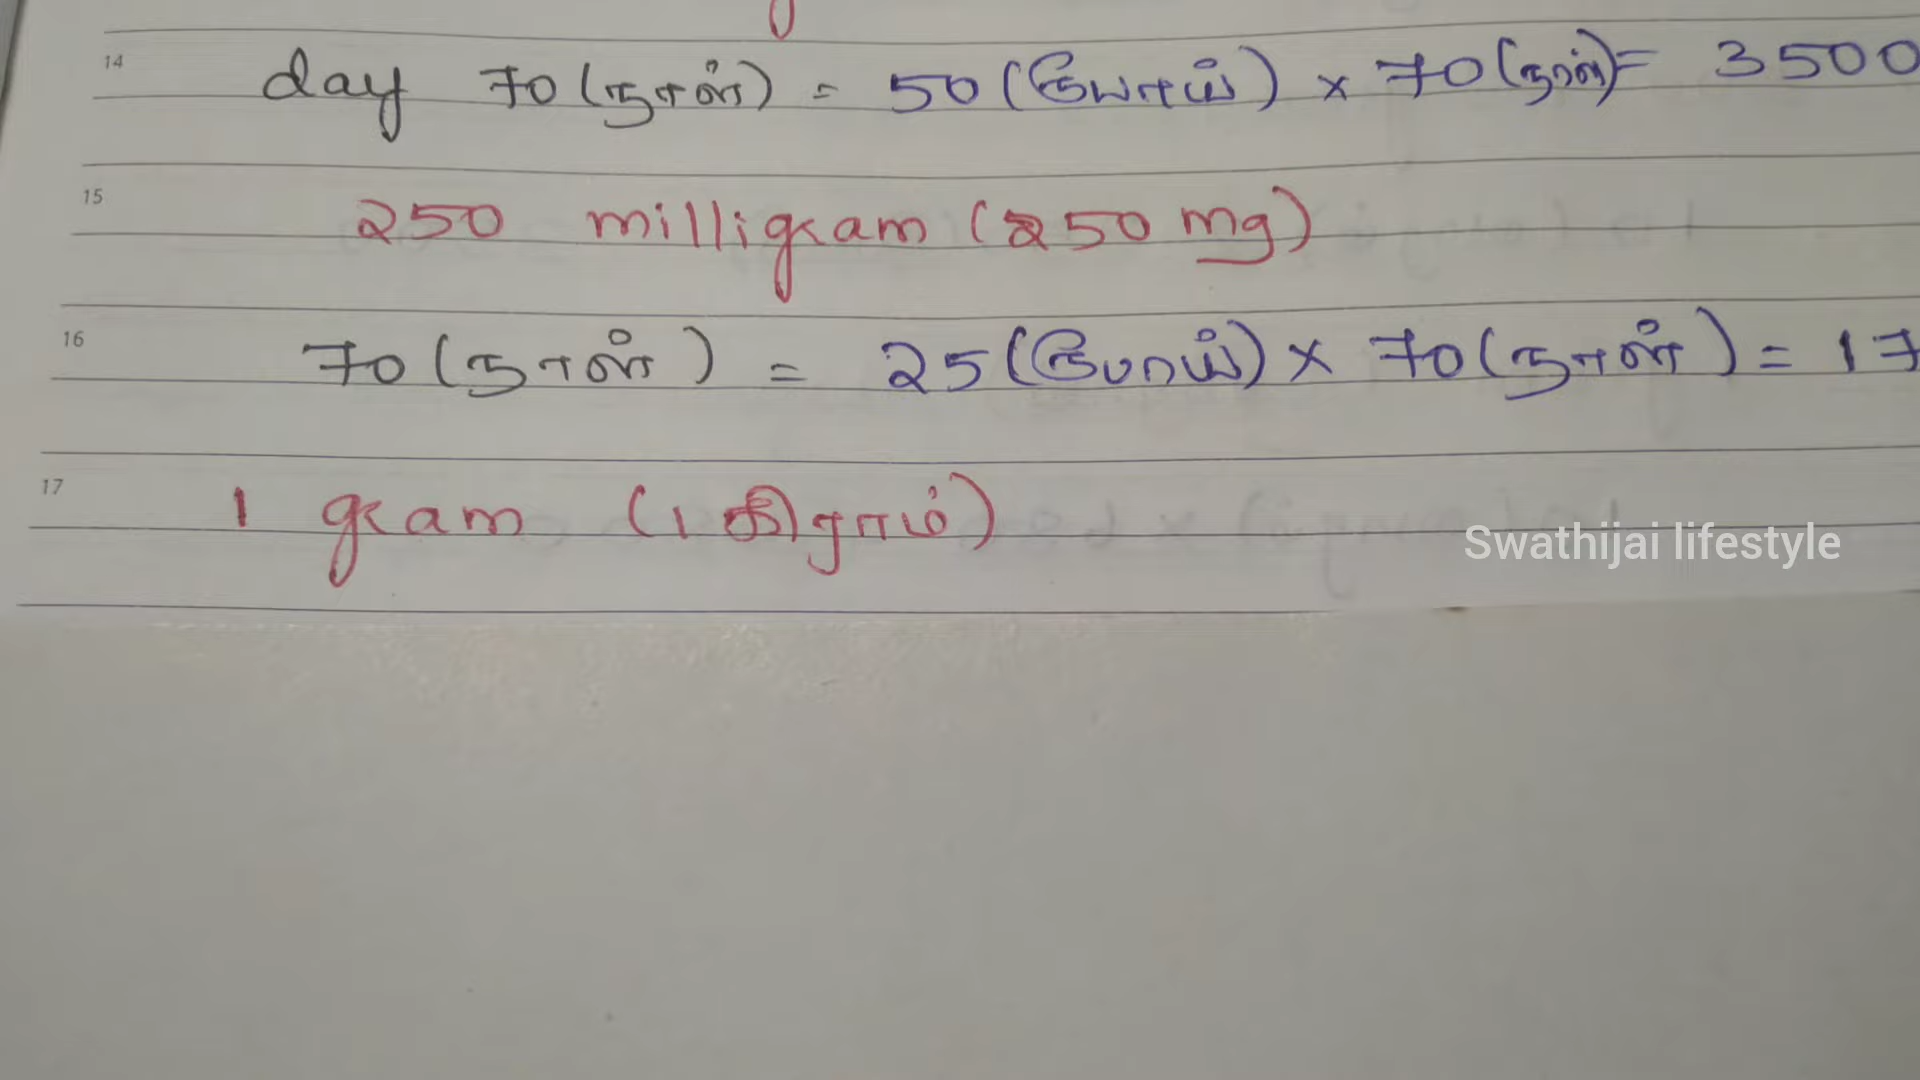 14 day 70 (நாள்) = 50 (ரூபாய்) × 70 (நாள்) = 3500
15 250 milligram (250 mg)
16 70 (நாள்) = 25 (ரூபாய்) × 70 (நாள்) = 17
17 1 gram (1 கிராம்)
Swathijai lifestyle